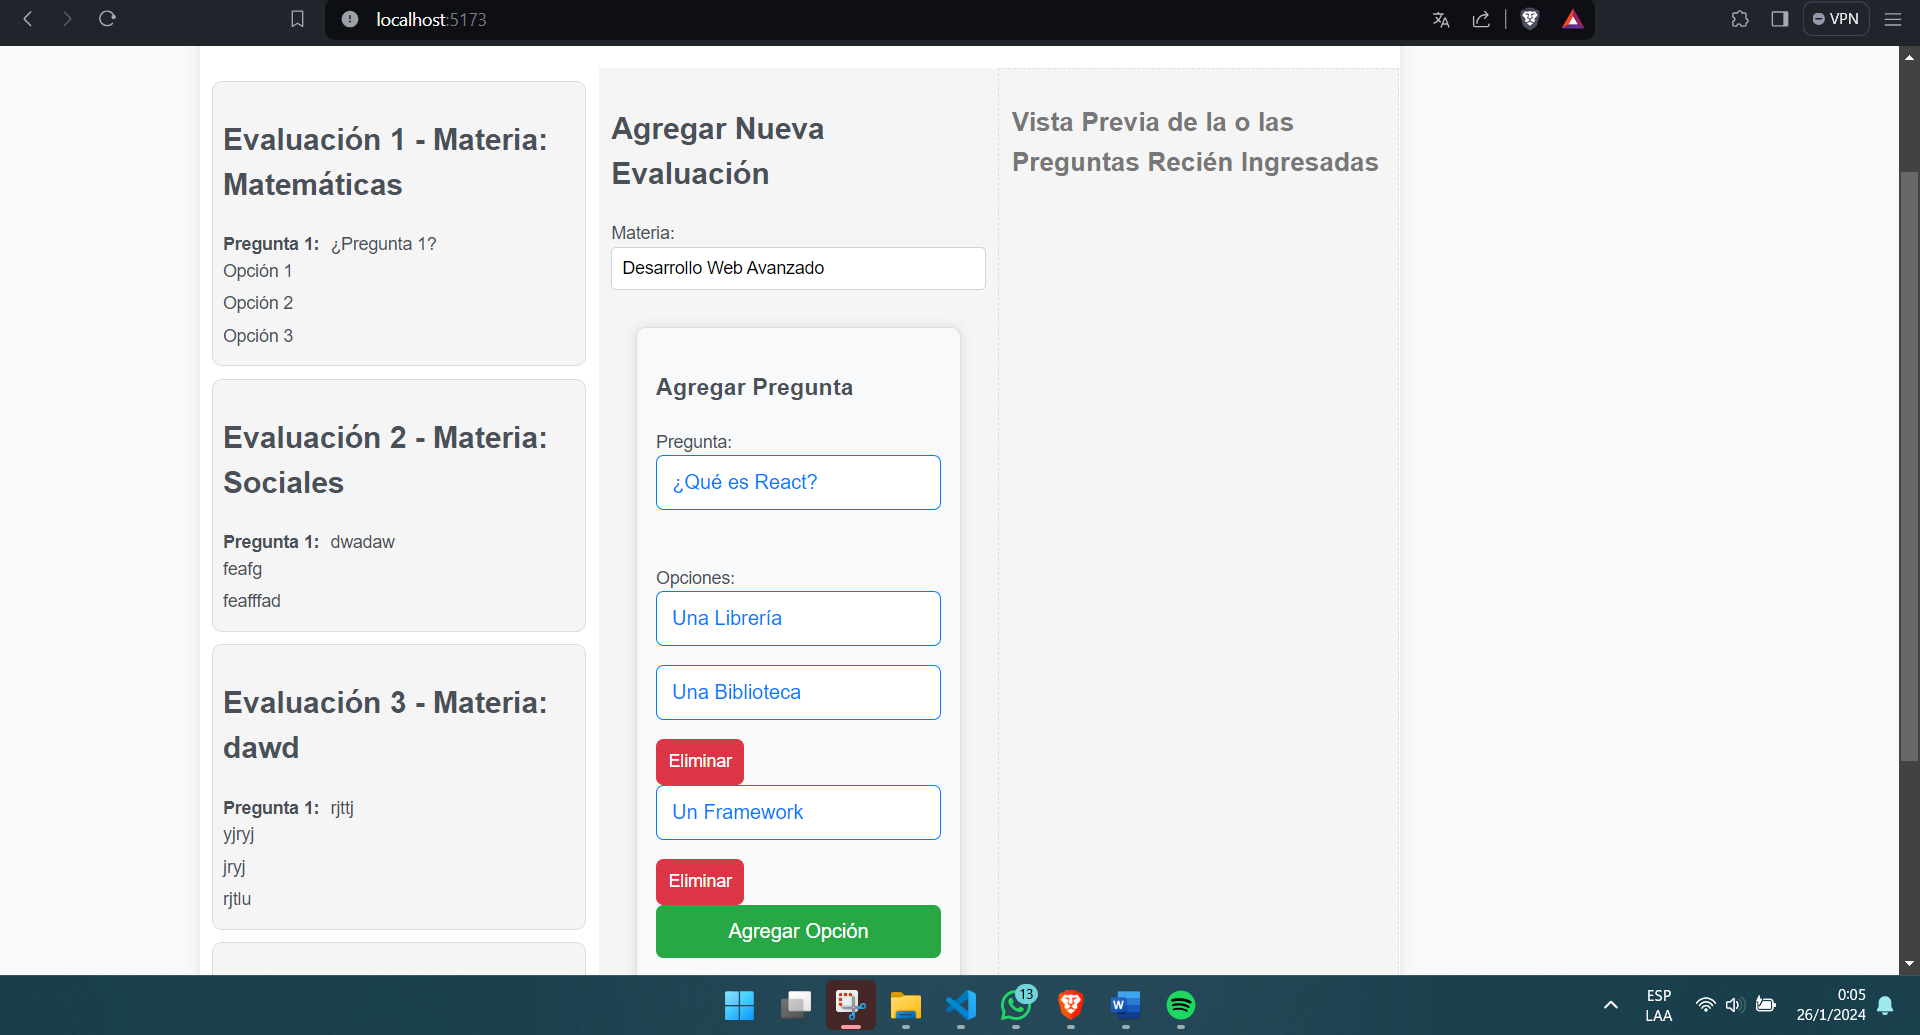 localhost:5173
VPN
Evaluación 1 - Materia:
Matemáticas
Pregunta 1: ¿Pregunta 1?
Opción 1
Opción 2
Opción 3
Evaluación 2 - Materia:
Sociales
Pregunta 1: dwadaw
feafg
feafffad
Evaluación 3 - Materia:
dawd
Pregunta 1: rjttj
yjryj
jryj
rjtlu
Agregar Nueva
Evaluación
Materia:
Desarrollo Web Avanzado
Agregar Pregunta
Pregunta:
¿Qué es React?
Opciones:
Una Librería
Una Biblioteca
Eliminar
Un Framework
Eliminar
Agregar Opción
Vista Previa de la o las
Preguntas Recién Ingresadas
13
W
ESP
LAA
0:05
26/1/2024